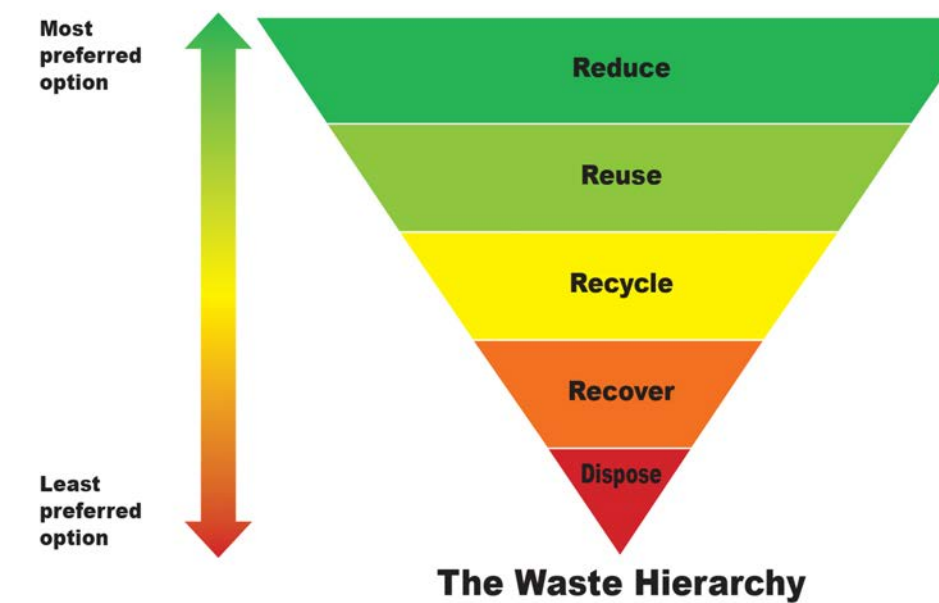 Most
preferred
option
Reduce
Reuse
Recycle
Recover
Dispose
Least
preferred
option
The Waste Hierarchy